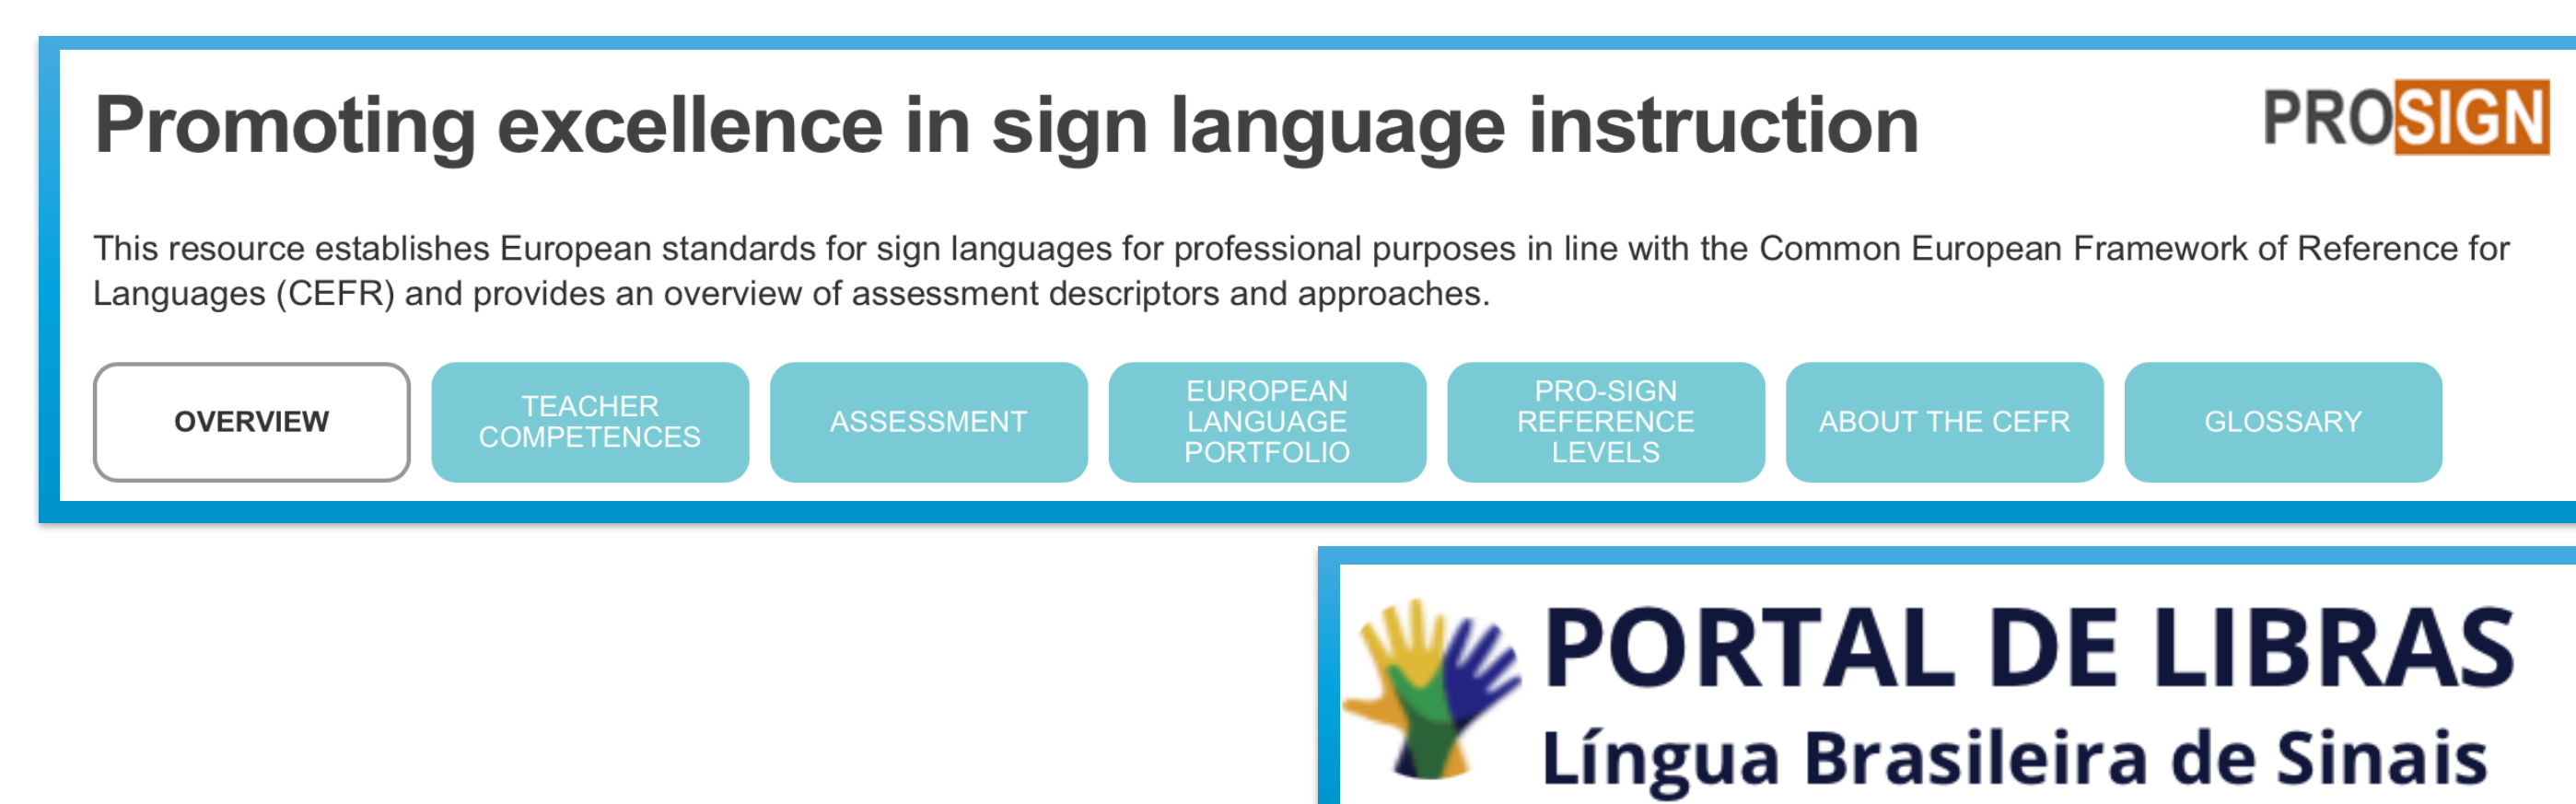 Promoting excellence in sign language instruction
PROSIGN
This resource establishes European standards for sign languages for professional purposes in line with the Common European Framework of Reference for
Languages (CEFR) and provides an overview of assessment descriptors and approaches.
OVERVIEW
TEACHER
COMPETENCES
ASSESSMENT
EUROPEAN
LANGUAGE
PORTFOLIO
PRO-SIGN
REFERENCE
LEVELS
ABOUT THE CEFR
GLOSSARY
PORTAL DE LIBRAS
Língua Brasileira de Sinais